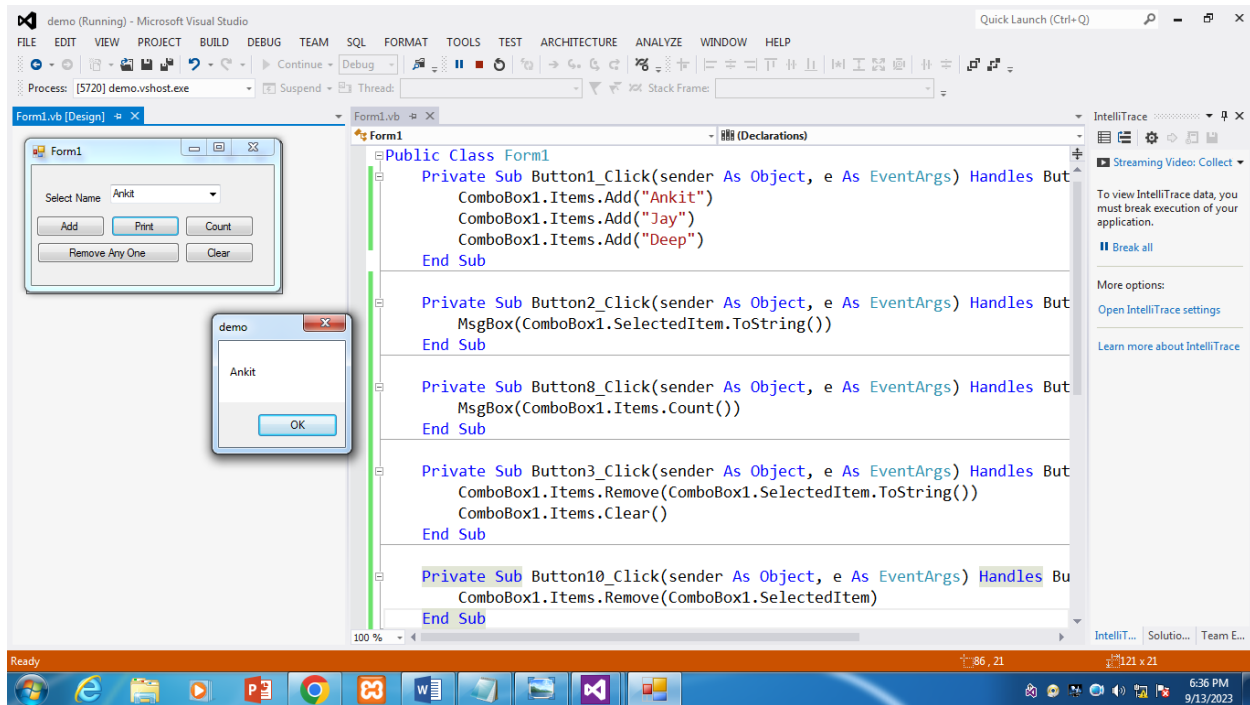 demo (Running) - Microsoft Visual Studio
Quick Launch (Ctrl+Q)
FILE EDIT VIEW PROJECT BUILD DEBUG TEAM SQL FORMAT TOOLS TEST ARCHITECTURE ANALYZE WINDOW HELP
Continue Debug
Process: [5720] demo.vshost.exe Suspend Thread: Stack Frame:
Form1.vb [Design]
Form1
Select Name Ankit
Add Print Count
Remove Any One Clear
demo
Ankit
OK
Form1.vb
Form1 (Declarations)
Public Class Form1
Private Sub Button1_Click(sender As Object, e As EventArgs) Handles But
ComboBox1.Items.Add("Ankit")
ComboBox1.Items.Add("Jay")
ComboBox1.Items.Add("Deep")
End Sub
Private Sub Button2_Click(sender As Object, e As EventArgs) Handles But
MsgBox(ComboBox1.SelectedItem.ToString())
End Sub
Private Sub Button8_Click(sender As Object, e As EventArgs) Handles But
MsgBox(ComboBox1.Items.Count())
End Sub
Private Sub Button3_Click(sender As Object, e As EventArgs) Handles But
ComboBox1.Items.Remove(ComboBox1.SelectedItem.ToString())
ComboBox1.Items.Clear()
End Sub
Private Sub Button10_Click(sender As Object, e As EventArgs) Handles Bu
ComboBox1.Items.Remove(ComboBox1.SelectedItem)
End Sub
100 %
IntelliTrace
Streaming Video: Collect
To view IntelliTrace data, you
must break execution of your
application.
Break all
More options:
Open IntelliTrace settings
Learn more about IntelliTrace
IntelliT... Solutio... Team E...
Ready
86 , 21
121 x 21
6:36 PM
9/13/2023